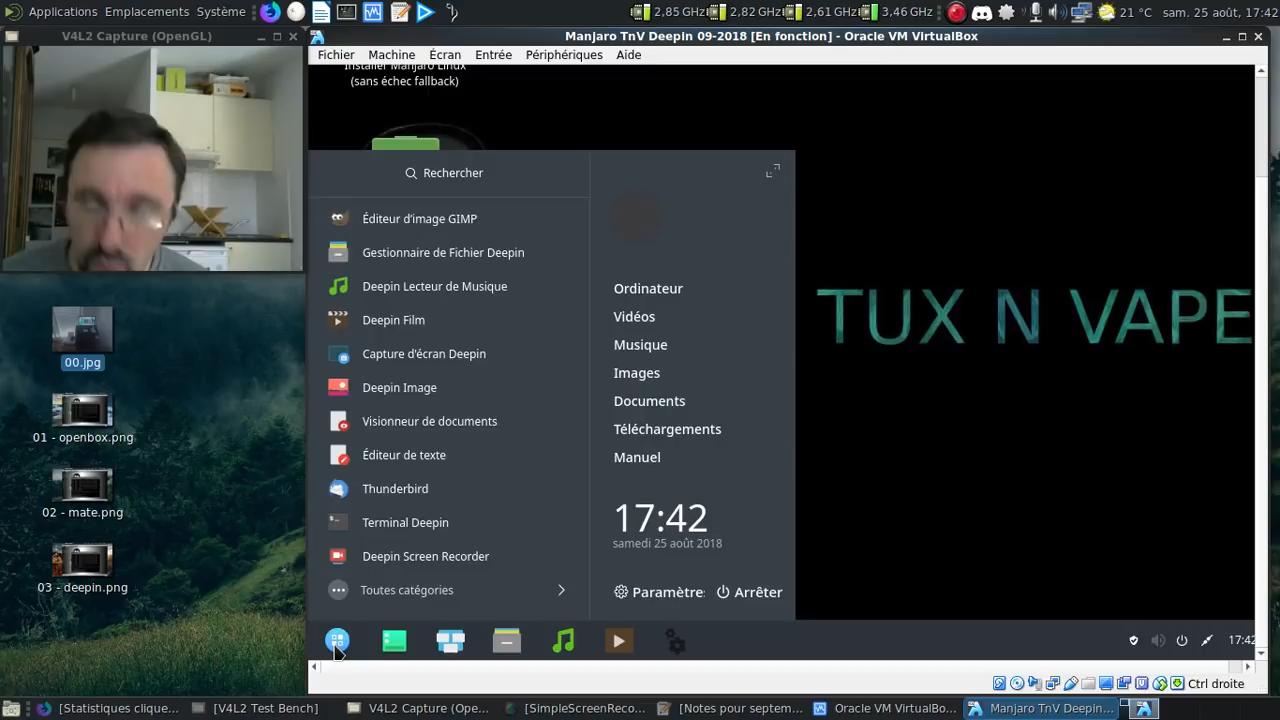 Applications Emplacements Système
2,85 GHz 2,82 GHz 2,61 GHz 3,46 GHz
21 °C sam. 25 août, 17:42
V4L2 Capture (OpenGL)
Manjaro TnV Deepin 09-2018 [En fonction] - Oracle VM VirtualBox
Fichier Machine Écran Entrée Périphériques Aide
Installer Manjaro Linux
(sans échec fallback)
Rechercher
Éditeur d'image GIMP
Gestionnaire de Fichier Deepin
Deepin Lecteur de Musique
Deepin Film
Capture d'écran Deepin
Deepin Image
Visionneur de documents
Éditeur de texte
Thunderbird
Terminal Deepin
Deepin Screen Recorder
Toutes catégories
Ordinateur
Vidéos
Musique
Images
Documents
Téléchargements
Manuel
17:42
samedi 25 août 2018
Paramètre
Arrêter
TUX N VAPE
00.jpg
01 - openbox.png
02 - mate.png
03 - deepin.png
17:42
Ctrl droite
[Statistiques clique...
[V4L2 Test Bench]
V4L2 Capture (Ope...
[SimpleScreenReco...
[Notes pour septem...
Oracle VM VirtualBo...
Manjaro TnV Deepin...